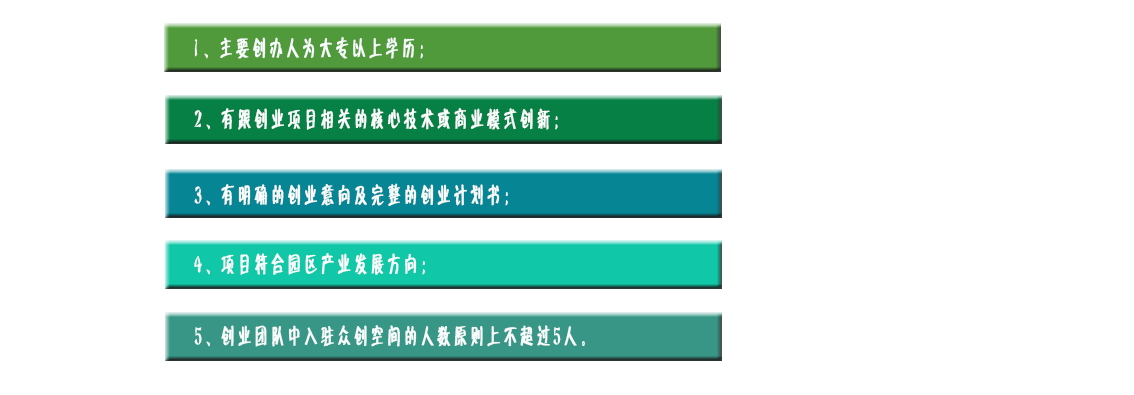 1、主要创办人为大专以上学历;
2、有跟创业项目相关的核心技术或商业模式创新;
3、有明确的创业意向及完整的创业计划书;
4、项目符合园区产业发展方向;
5、创业团队中入驻众创空间的人数原则上不超过5人。